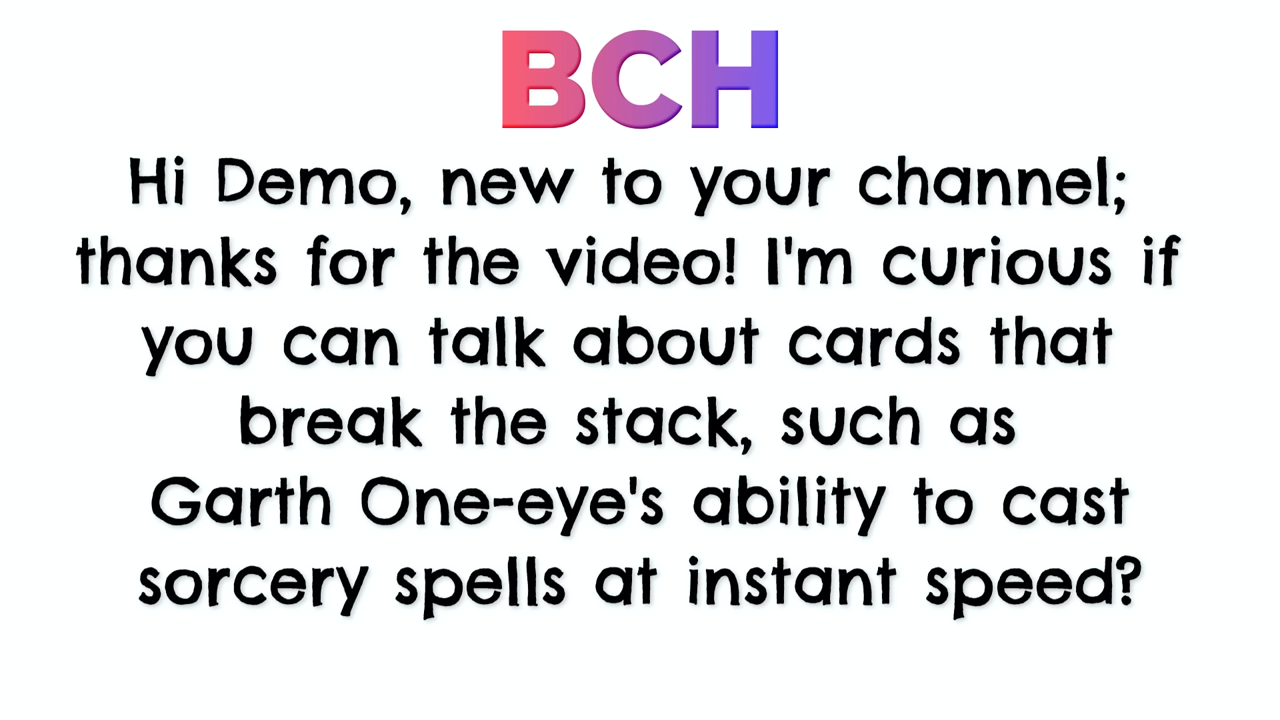 BCH
Hi Demo, new to your channel;
thanks for the video! I'm curious if
you can talk about cards that
break the stack, such as
Garth One-eye's ability to cast
sorcery spells at instant speed?